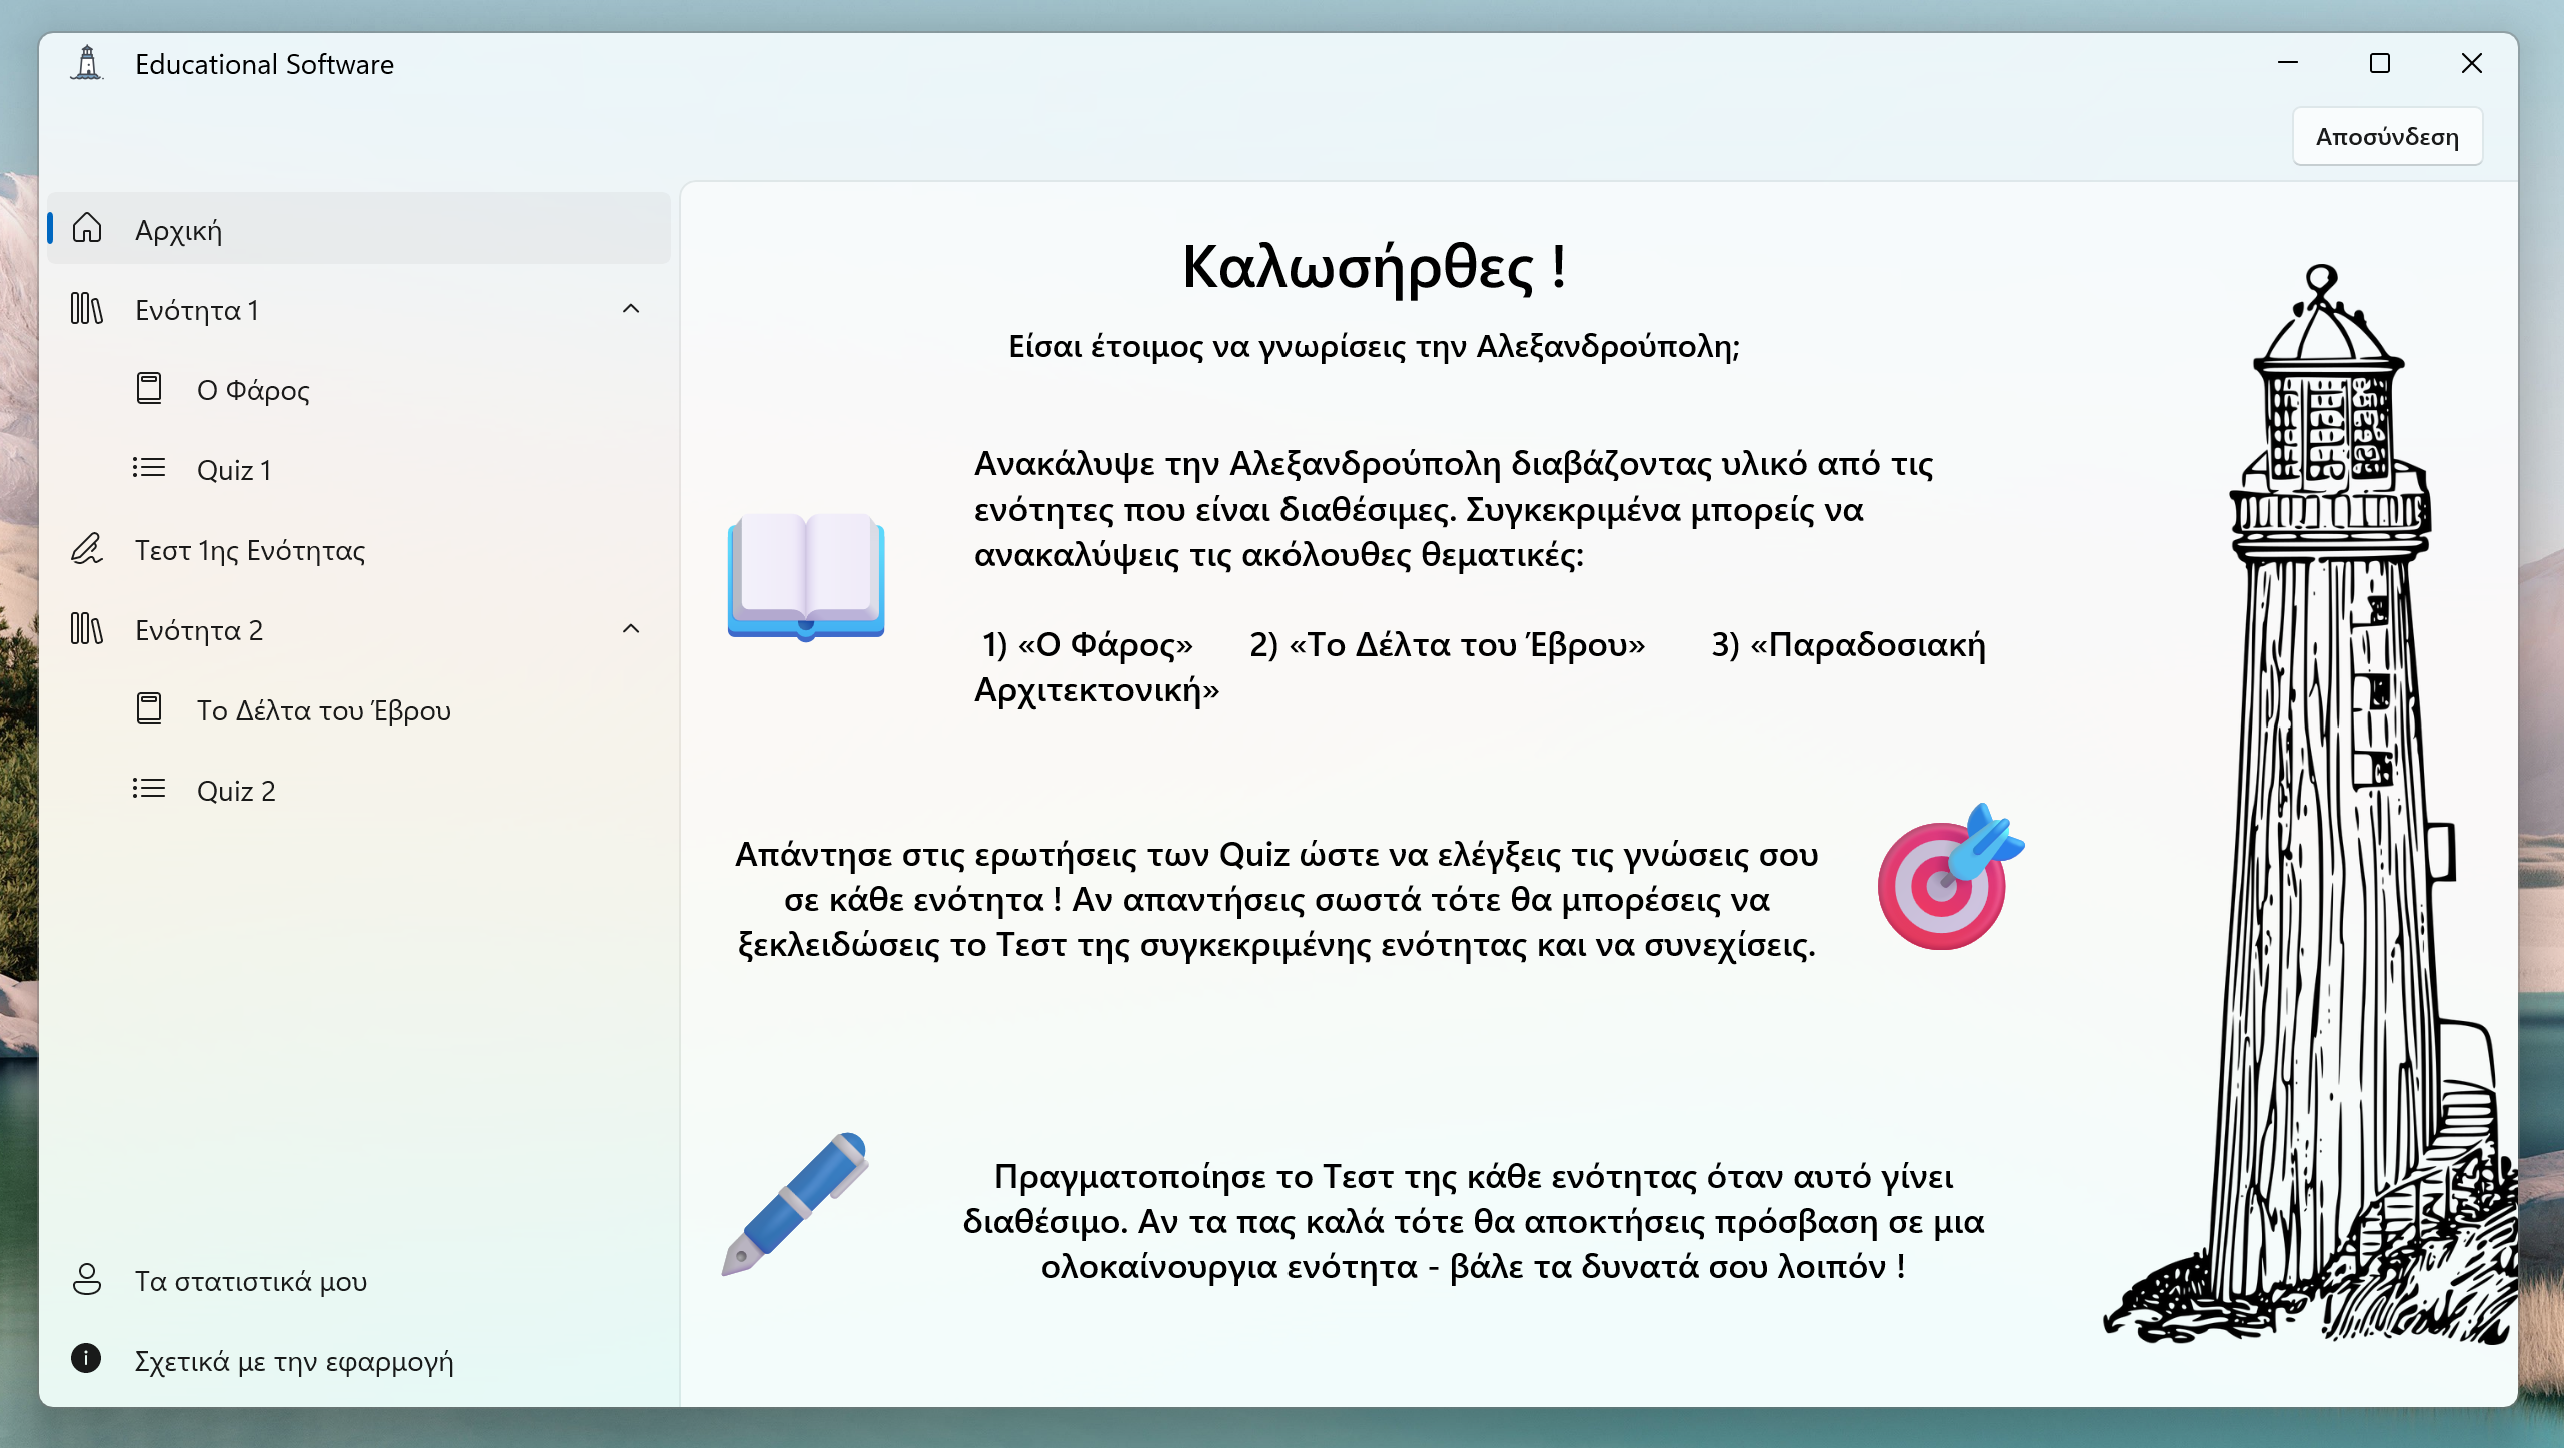 Educational Software
Αποσύνδεση
Αρχική
Ενότητα 1
Ο Φάρος
Quiz 1
Τεστ 1ης Ενότητας
Ενότητα 2
Το Δέλτα του Έβρου
Quiz 2
Τα στατιστικά μου
Σχετικά με την εφαρμογή
Καλωσήρθες !
Είσαι έτοιμος να γνωρίσεις την Αλεξανδρούπολη;
Ανακάλυψε την Αλεξανδρούπολη διαβάζοντας υλικό από τις
ενότητες που είναι διαθέσιμες. Συγκεκριμένα μπορείς να
ανακαλύψεις τις ακόλουθες θεματικές:
1) «Ο Φάρος» 2) «Το Δέλτα του Έβρου» 3) «Παραδοσιακή
Αρχιτεκτονική»
Απάντησε στις ερωτήσεις των Quiz ώστε να ελέγξεις τις γνώσεις σου
σε κάθε ενότητα ! Αν απαντήσεις σωστά τότε θα μπορέσεις να
ξεκλειδώσεις το Τεστ της συγκεκριμένης ενότητας και να συνεχίσεις.
Πραγματοποίησε το Τεστ της κάθε ενότητας όταν αυτό γίνει
διαθέσιμο. Αν τα πας καλά τότε θα αποκτήσεις πρόσβαση σε μια
ολοκαίνουργια ενότητα - βάλε τα δυνατά σου λοιπόν !